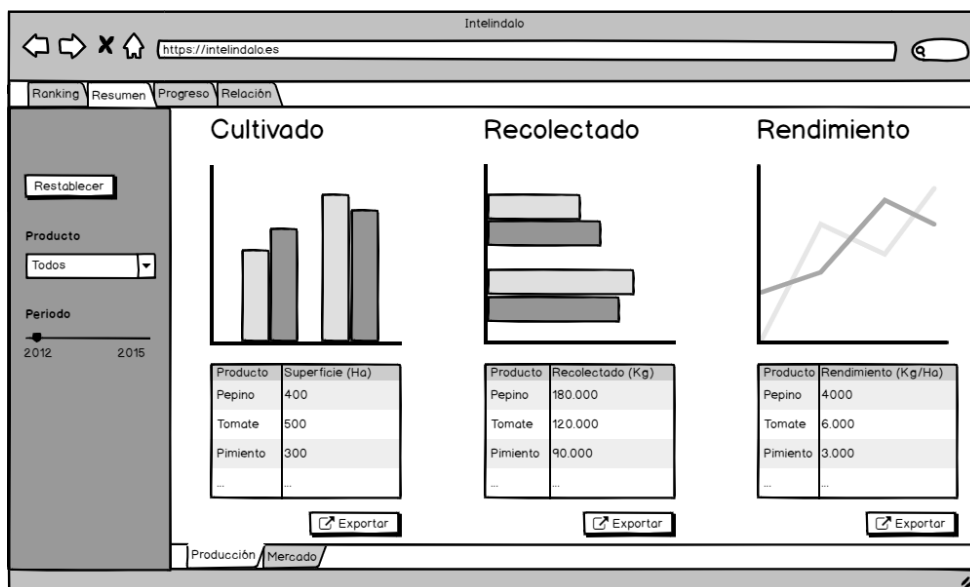 Intelindalo
https://intelindalo.es
Ranking Resumen Progreso Relación
Cultivado Recolectado Rendimiento
Restablecer
Producto
Todos
Periodo
2012 2015
Producto Superficie (Ha)
Pepino 400
Tomate 500
Pimiento 300
... ...
Exportar
Producto Recolectado (Kg)
Pepino 180.000
Tomate 120.000
Pimiento 90.000
... ...
Exportar
Producto Rendimiento (Kg/Ha)
Pepino 4000
Tomate 6.000
Pimiento 3.000
... ...
Exportar
Producción Mercado